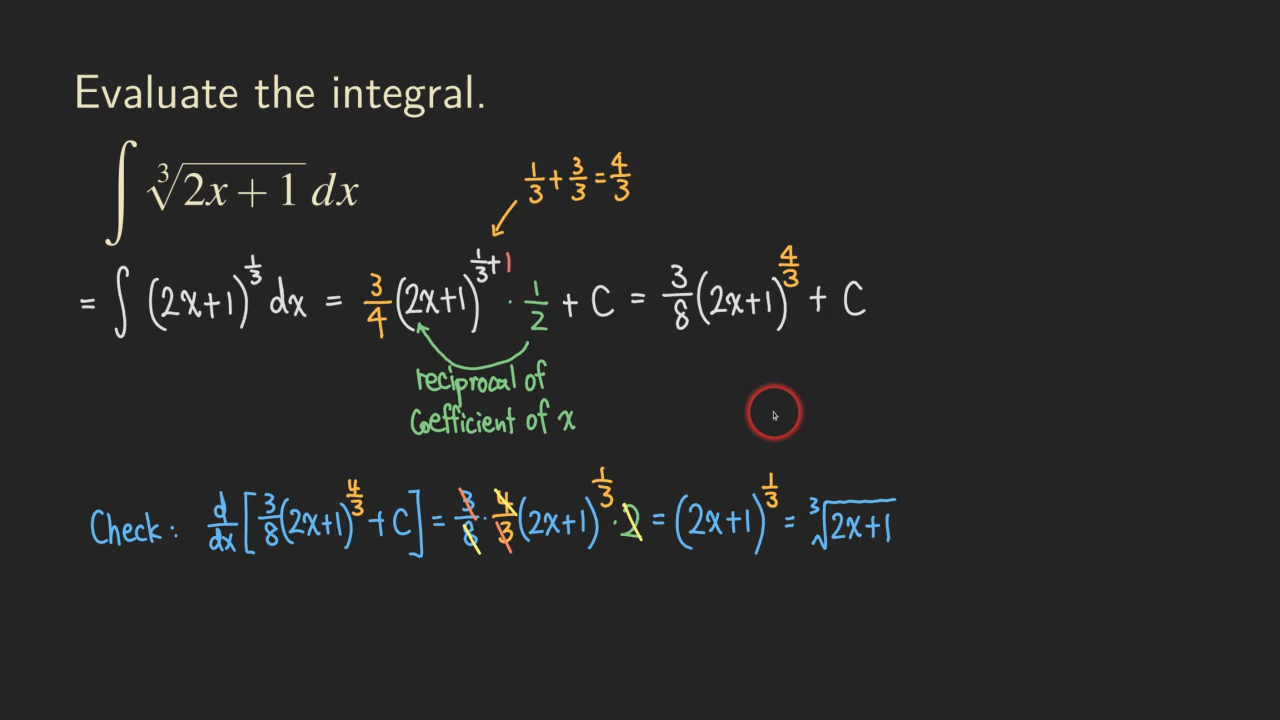 Evaluate the integral.
∫ ∛(2x + 1) dx
1/3 + 3/3 = 4/3
= ∫ (2x+1)^(1/3) dx = 3/4 (2x+1)^(1/3+1) · 1/2 + C = 3/8 (2x+1)^(4/3) + C
reciprocal of
coefficient of x
Check: d/dx [3/8 (2x+1)^(4/3) + C] = 3/8 · 4/3 (2x+1)^(1/3) · 2 = (2x+1)^(1/3) = ∛(2x+1)